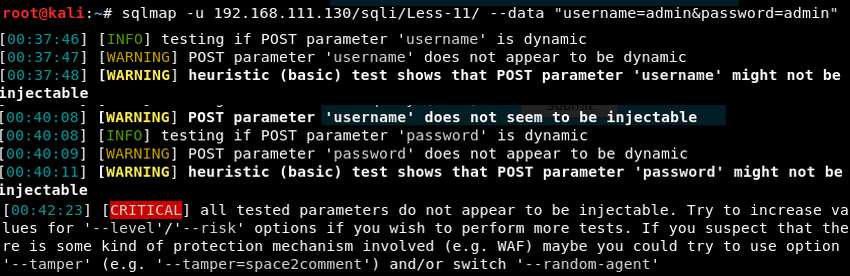 root@kali:~# sqlmap -u 192.168.111.130/sqli/Less-11/ --data "username=admin&password=admin"
[00:37:46] [INFO] testing if POST parameter 'username' is dynamic
[00:37:47] [WARNING] POST parameter 'username' does not appear to be dynamic
[00:37:48] [WARNING] heuristic (basic) test shows that POST parameter 'username' might not be
injectable
Submit
[00:40:08] [WARNING] POST parameter 'username' does not seem to be injectable
[00:40:08] [INFO] testing if POST parameter 'password' is dynamic
[00:40:09] [WARNING] POST parameter 'password' does not appear to be dynamic
[00:40:11] [WARNING] heuristic (basic) test shows that POST parameter 'password' might not be
injectable
[00:42:23] [CRITICAL] all tested parameters do not appear to be injectable. Try to increase va
lues for '--level'/'--risk' options if you wish to perform more tests. If you suspect that the
re is some kind of protection mechanism involved (e.g. WAF) maybe you could try to use option
'--tamper' (e.g. '--tamper=space2comment') and/or switch '--random-agent'